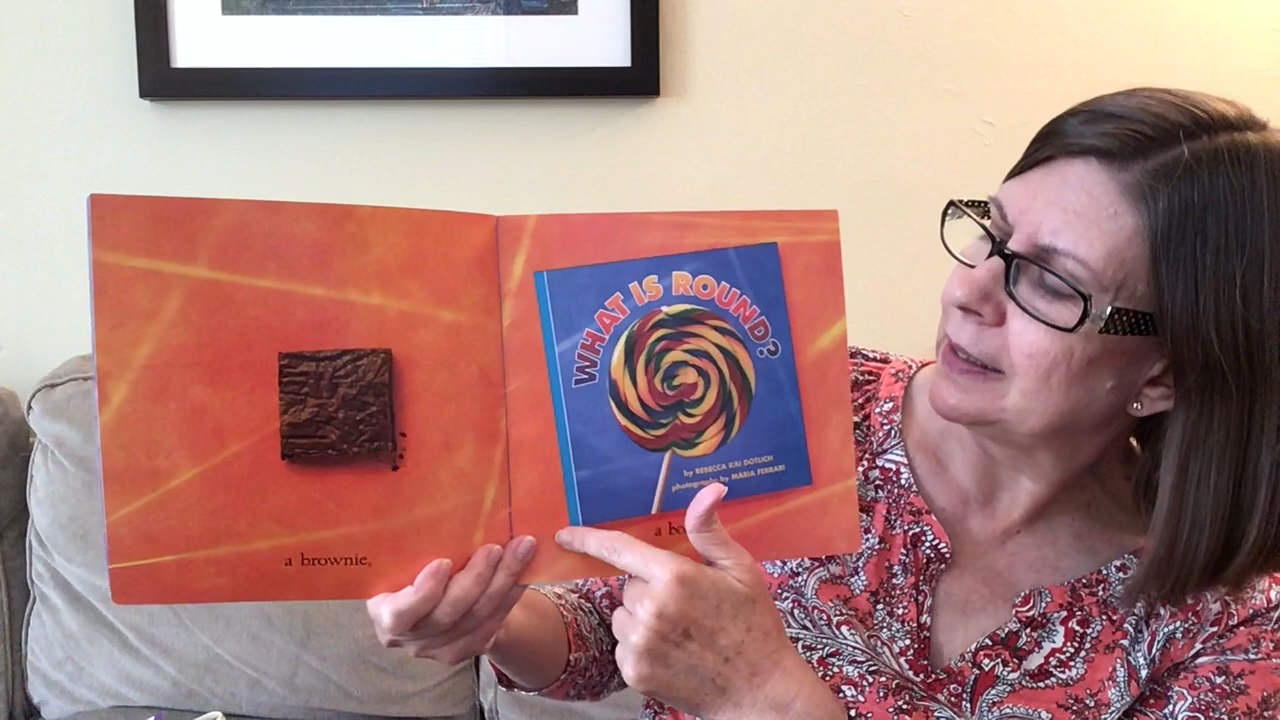 a brownie,
WHAT IS ROUND?
by REBECCA KAI DOTLICH
photographs by MARIA FERRARI
a